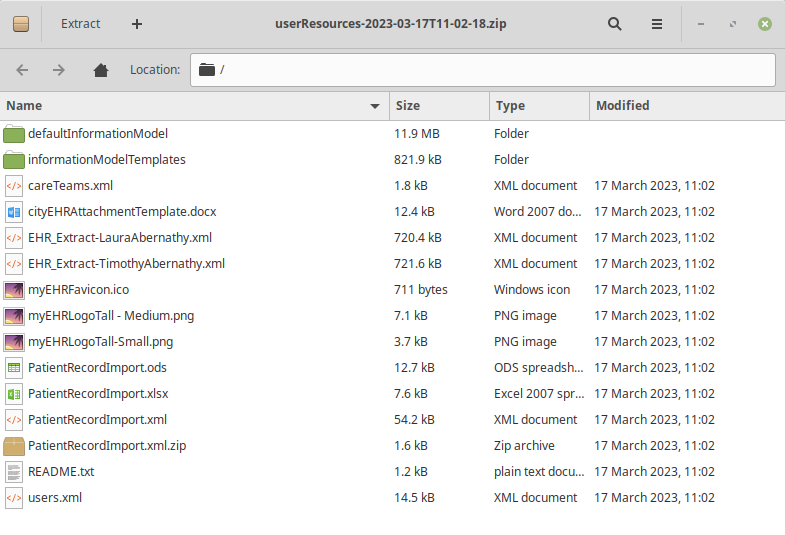 Extract userResources-2023-03-17T11-02-18.zip
Location: /
Name Size Type Modified
defaultInformationModel 11.9 MB Folder
informationModelTemplates 821.9 kB Folder
careTeams.xml 1.8 kB XML document 17 March 2023, 11:02
cityEHRAttachmentTemplate.docx 12.4 kB Word 2007 do... 17 March 2023, 11:02
EHR_Extract-LauraAbernathy.xml 720.4 kB XML document 17 March 2023, 11:02
EHR_Extract-TimothyAbernathy.xml 721.6 kB XML document 17 March 2023, 11:02
myEHRFavicon.ico 711 bytes Windows icon 17 March 2023, 11:02
myEHRLogoTall - Medium.png 7.1 kB PNG image 17 March 2023, 11:02
myEHRLogoTall-Small.png 3.7 kB PNG image 17 March 2023, 11:02
PatientRecordImport.ods 12.7 kB ODS spreadsh... 17 March 2023, 11:02
PatientRecordImport.xlsx 7.6 kB Excel 2007 spr... 17 March 2023, 11:02
PatientRecordImport.xml 54.2 kB XML document 17 March 2023, 11:02
PatientRecordImport.xml.zip 1.6 kB Zip archive 17 March 2023, 11:02
README.txt 1.2 kB plain text docu... 17 March 2023, 11:02
users.xml 14.5 kB XML document 17 March 2023, 11:02